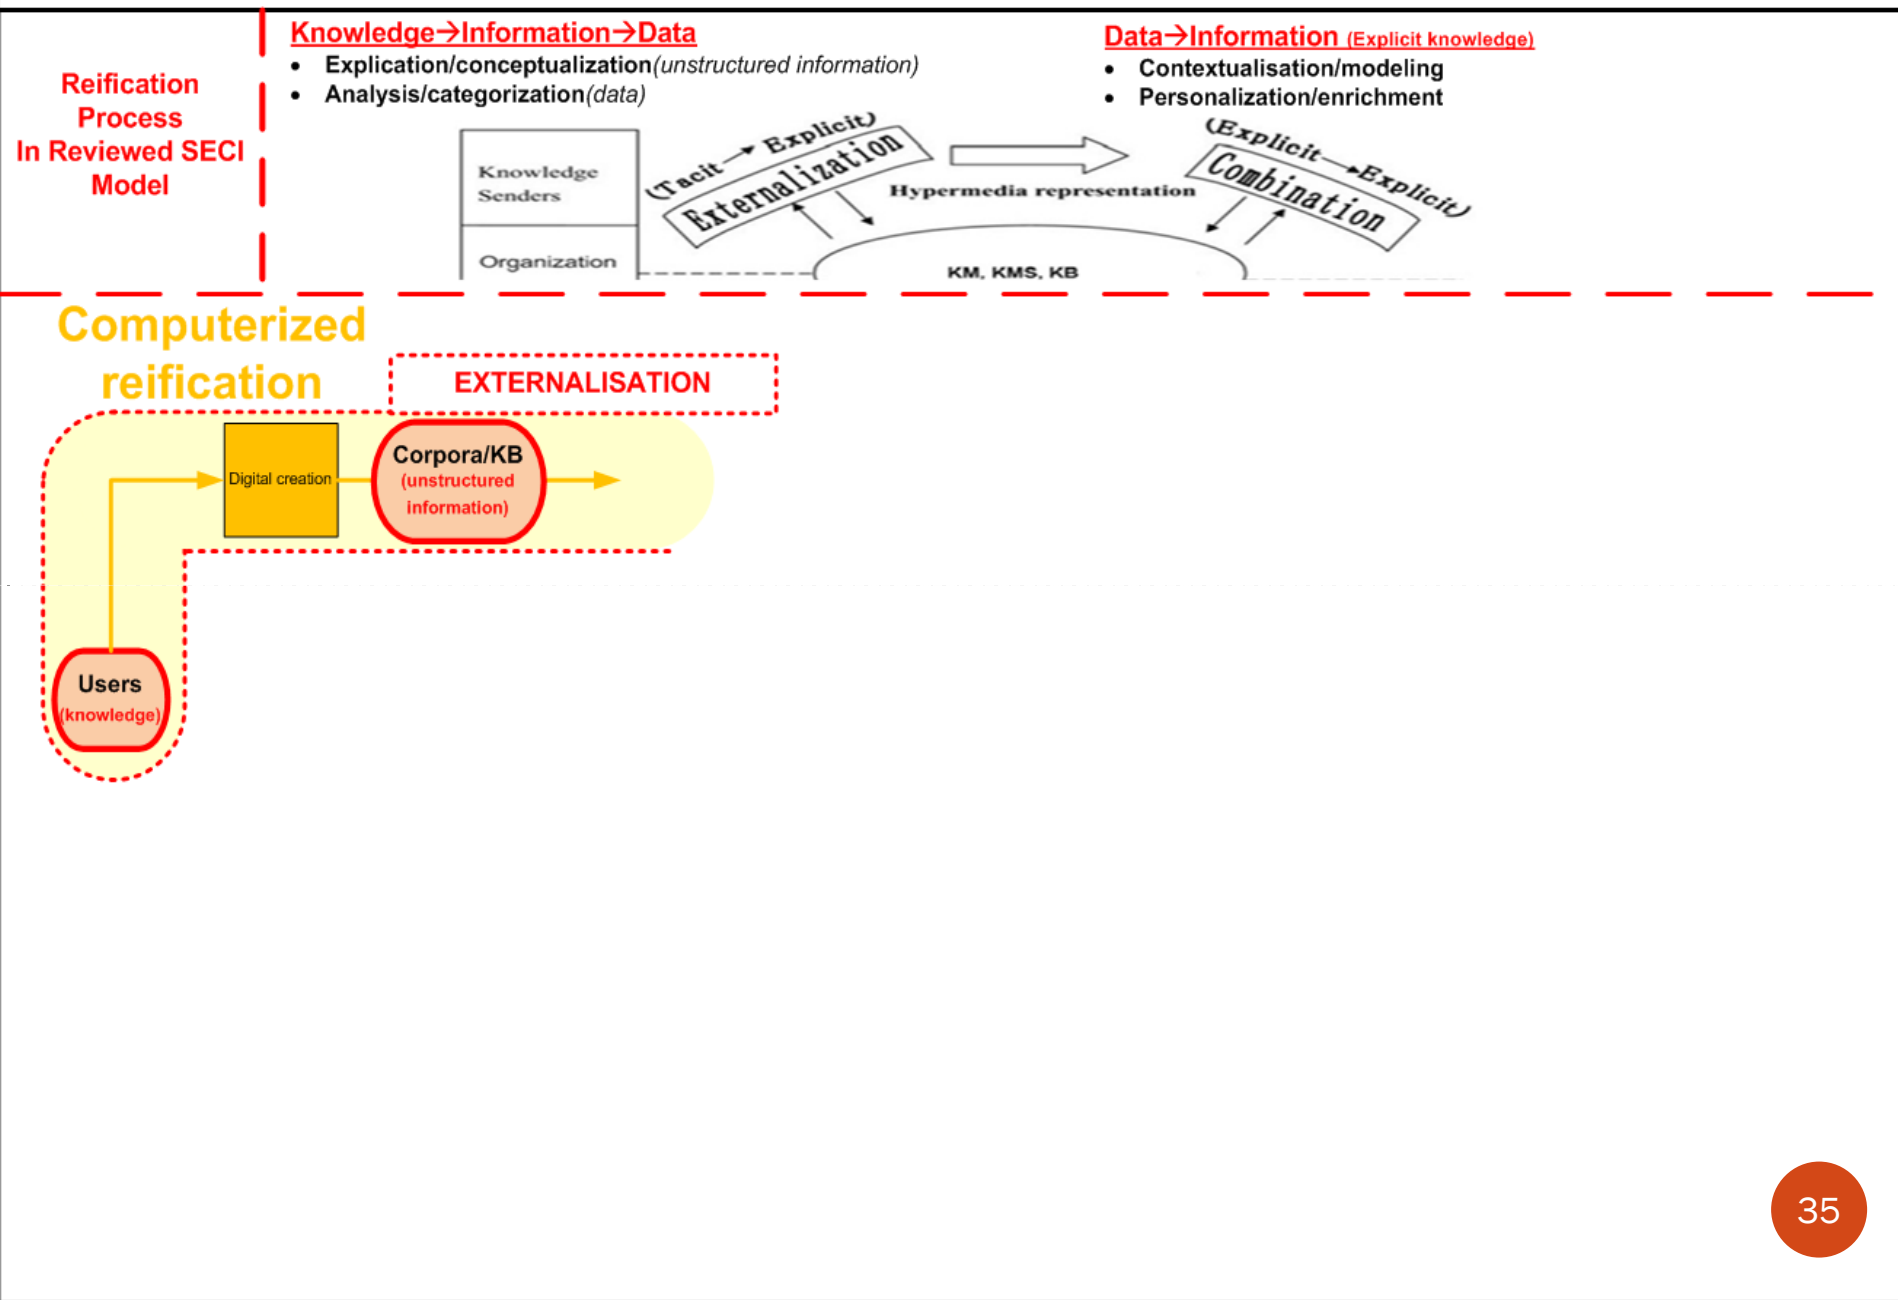 Reification
Process
In Reviewed SECI
Model
Knowledge→Information→Data
• Explication/conceptualization(unstructured information)
• Analysis/categorization(data)
Data→Information (Explicit knowledge)
• Contextualisation/modeling
• Personalization/enrichment
Knowledge
Senders
Organization
(Tacit → Explicit)
Externalization
Hypermedia representation
(Explicit→Explicit)
Combination
KM, KMS, KB
Computerized
reification
EXTERNALISATION
Digital creation
Corpora/KB
(unstructured
information)
Users
(knowledge)
35